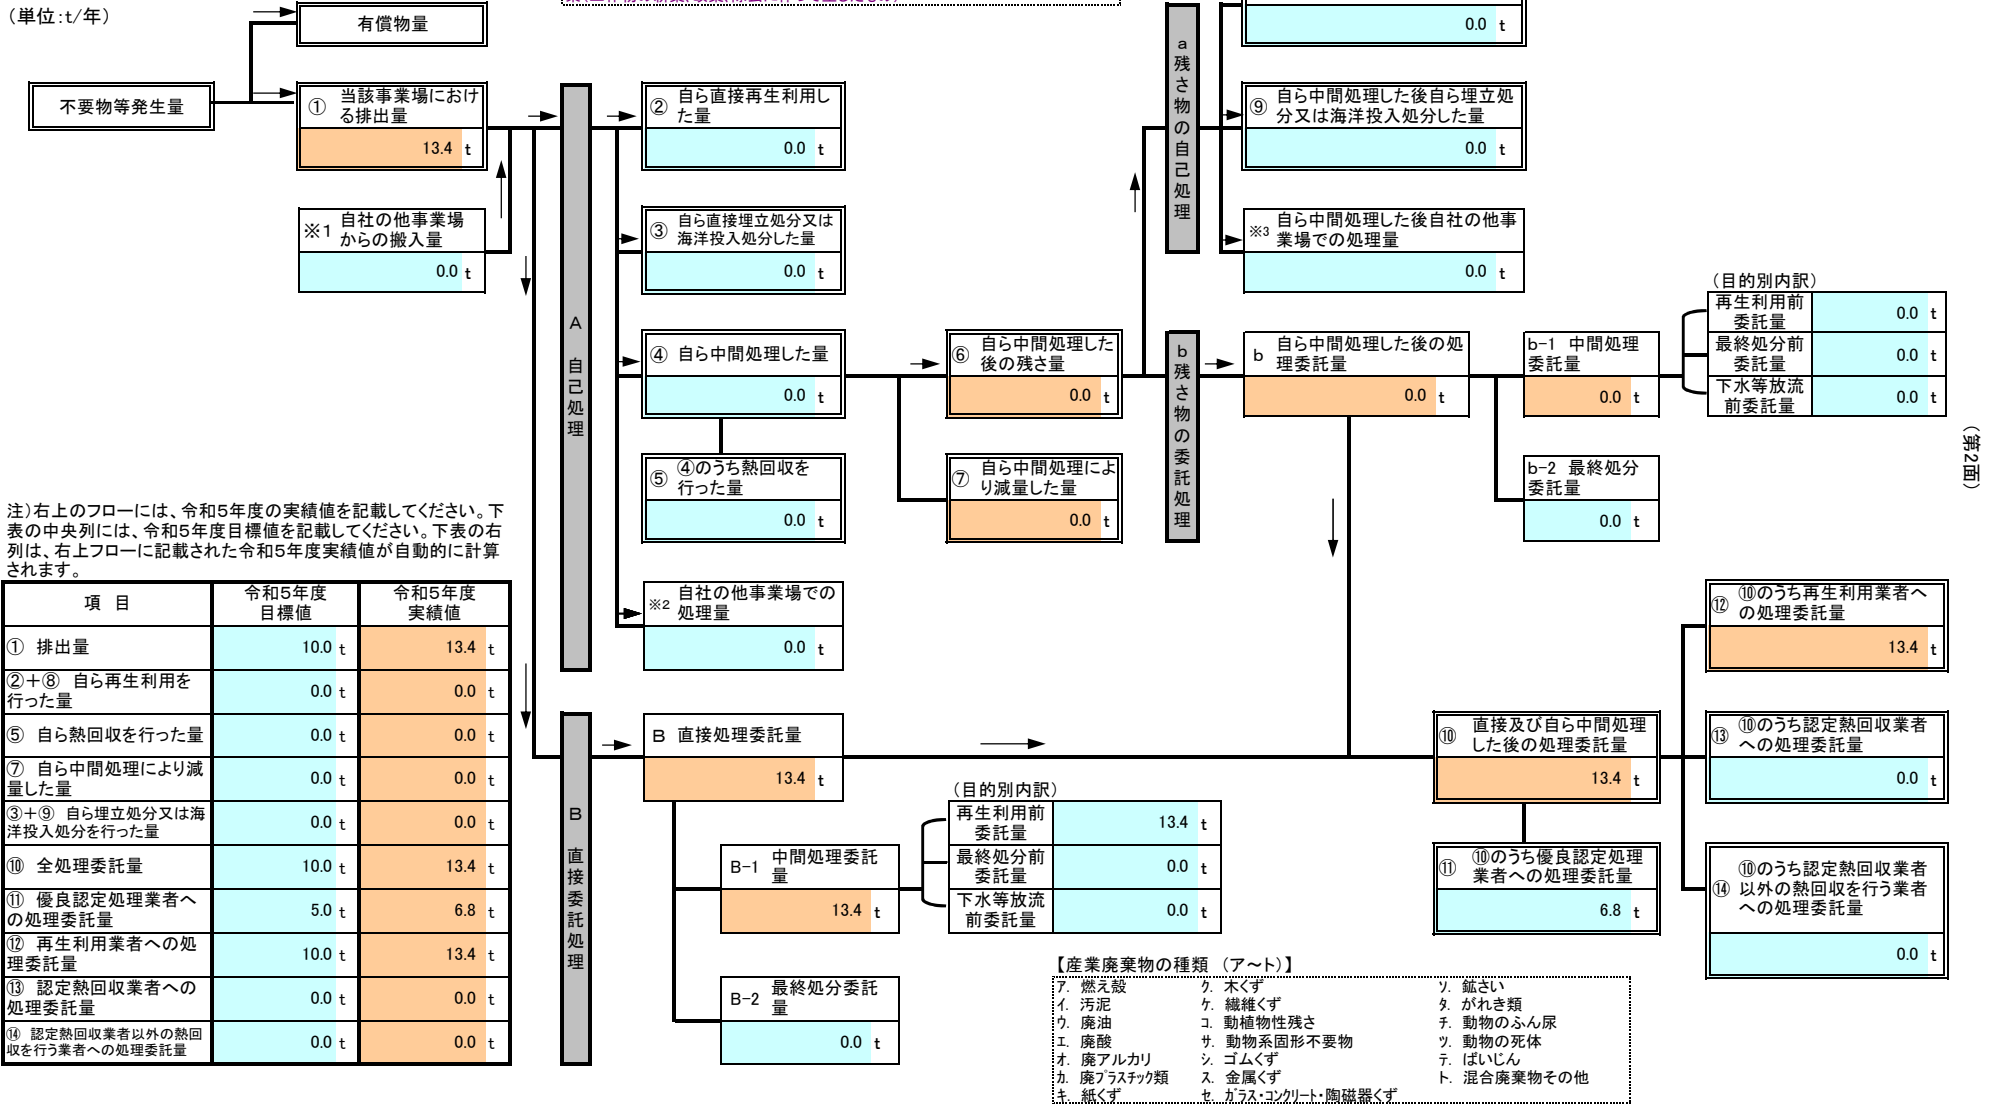 （単位:t/年）
有償物量
不要物等発生量
① 当該事業場におけ
る排出量
13.4 t
※1 自社の他事業場
からの搬入量
0.0 t
A 自己処理
② 自ら直接再生利用し
た量
0.0 t
③ 自ら直接埋立処分又は
海洋投入処分した量
0.0 t
④ 自ら中間処理した量
0.0 t
⑤ ④のうち熱回収を
行った量
0.0 t
※2 自社の他事業場での
処理量
0.0 t
⑥ 自ら中間処理した
後の残さ量
0.0 t
⑦ 自ら中間処理によ
り減量した量
0.0 t
a残さ物の自己処理
0.0 t
⑨ 自ら中間処理した後自ら埋立処
分又は海洋投入処分した量
0.0 t
※3 自ら中間処理した後自社の他事
業場での処理量
0.0 t
b残さ物の委託処理
b 自ら中間処理した後の処
理委託量
0.0 t
b-1 中間処理
委託量
0.0 t
b-2 最終処分
委託量
0.0 t
（目的別内訳）
再生利用前
委託量
0.0 t
最終処分前
委託量
0.0 t
下水等放流
前委託量
0.0 t
（第2面）
注）右上のフローには、令和5年度の実績値を記載してください。下
表の中央列には、令和5年度目標値を記載してください。下表の右
列は、右上フローに記載された令和5年度実績値が自動的に計算
されます。
項 目
令和5年度
目標値
令和5年度
実績値
① 排出量
10.0 t
13.4 t
②＋⑧ 自ら再生利用を
行った量
0.0 t
0.0 t
⑤ 自ら熱回収を行った量
0.0 t
0.0 t
⑦ 自ら中間処理により減
量した量
0.0 t
0.0 t
③＋⑨ 自ら埋立処分又は海
洋投入処分を行った量
0.0 t
0.0 t
⑩ 全処理委託量
10.0 t
13.4 t
⑪ 優良認定処理業者へ
の処理委託量
5.0 t
6.8 t
⑫ 再生利用業者への処
理委託量
10.0 t
13.4 t
⑬ 認定熱回収業者への
処理委託量
0.0 t
0.0 t
⑭ 認定熱回収業者以外の熱回
収を行う業者への処理委託量
0.0 t
0.0 t
B 直接委託処理
B 直接処理委託量
13.4 t
B-1 中間処理委託
量
13.4 t
B-2 最終処分委託
量
0.0 t
（目的別内訳）
再生利用前
委託量
13.4 t
最終処分前
委託量
0.0 t
下水等放流
前委託量
0.0 t
⑩ 直接及び自ら中間処理
した後の処理委託量
13.4 t
⑪ ⑩のうち優良認定処理
業者への処理委託量
6.8 t
⑫ ⑩のうち再生利用業者へ
の処理委託量
13.4 t
⑬ ⑩のうち認定熱回収業者
への処理委託量
0.0 t
⑭ ⑩のうち認定熱回収業者
以外の熱回収を行う業者
への処理委託量
0.0 t
【産業廃棄物の種類 （ア〜ト）】
ア. 燃え殻
イ. 汚泥
ウ. 廃油
エ. 廃酸
オ. 廃アルカリ
カ. 廃プラスチック類
キ. 紙くず
ク. 木くず
ケ. 繊維くず
コ. 動植物性残さ
サ. 動物系固形不要物
シ. ゴムくず
ス. 金属くず
セ. ガラス・コンクリート・陶磁器くず
ソ. 鉱さい
タ. がれき類
チ. 動物のふん尿
ツ. 動物の死体
テ. ばいじん
ト. 混合廃棄物その他